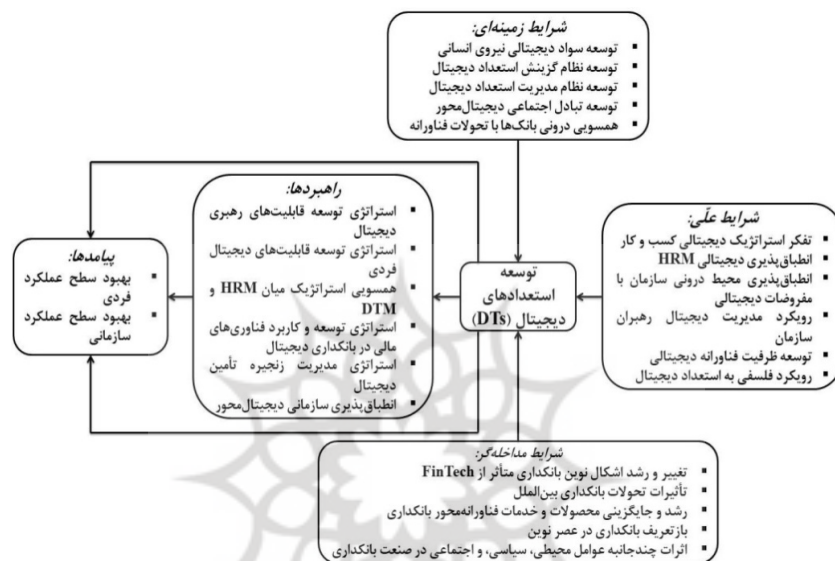 شرایط زمینه‌ای:
توسعه سواد دیجیتالی نیروی انسانی
توسعه نظام گزینش استعداد دیجیتال
توسعه نظام مدیریت استعداد دیجیتال
توسعه تبادل اجتماعی دیجیتال‌محور
همسویی درونی بانک‌ها با تحولات فناورانه
شرایط علّی:
تفکر استراتژیک دیجیتالی کسب و کار
انطباق‌پذیری دیجیتالی HRM
انطباق‌پذیری محیط درونی سازمان با
مفروضات دیجیتالی
رویکرد مدیریت دیجیتال رهبران
سازمان
توسعه ظرفیت فناورانه دیجیتالی
رویکرد فلسفی به استعداد دیجیتال
توسعه
استعدادهای
دیجیتال (DTs)
راهبردها:
استراتژی توسعه قابلیت‌های رهبری
دیجیتال
استراتژی توسعه قابلیت‌های دیجیتال
فردی
همسویی استراتژیک میان HRM و
DTM
استراتژی توسعه و کاربرد فناوری‌های
مالی در بانکداری دیجیتال
استراتژی مدیریت زنجیره تأمین
دیجیتال
انطباق‌پذیری سازمانی دیجیتال‌محور
پیامدها:
بهبود سطح عملکرد
فردی
بهبود سطح عملکرد
سازمانی
شرایط مداخله‌گر:
تغییر و رشد اشکال نوین بانکداری متأثر از FinTech
تأثیرات تحولات بانکداری بین‌الملل
رشد و جایگزینی محصولات و خدمات فناورانه‌محور بانکداری
بازتعریف بانکداری در عصر نوین
اثرات چندجانبه عوامل محیطی، سیاسی، و اجتماعی در صنعت بانکداری